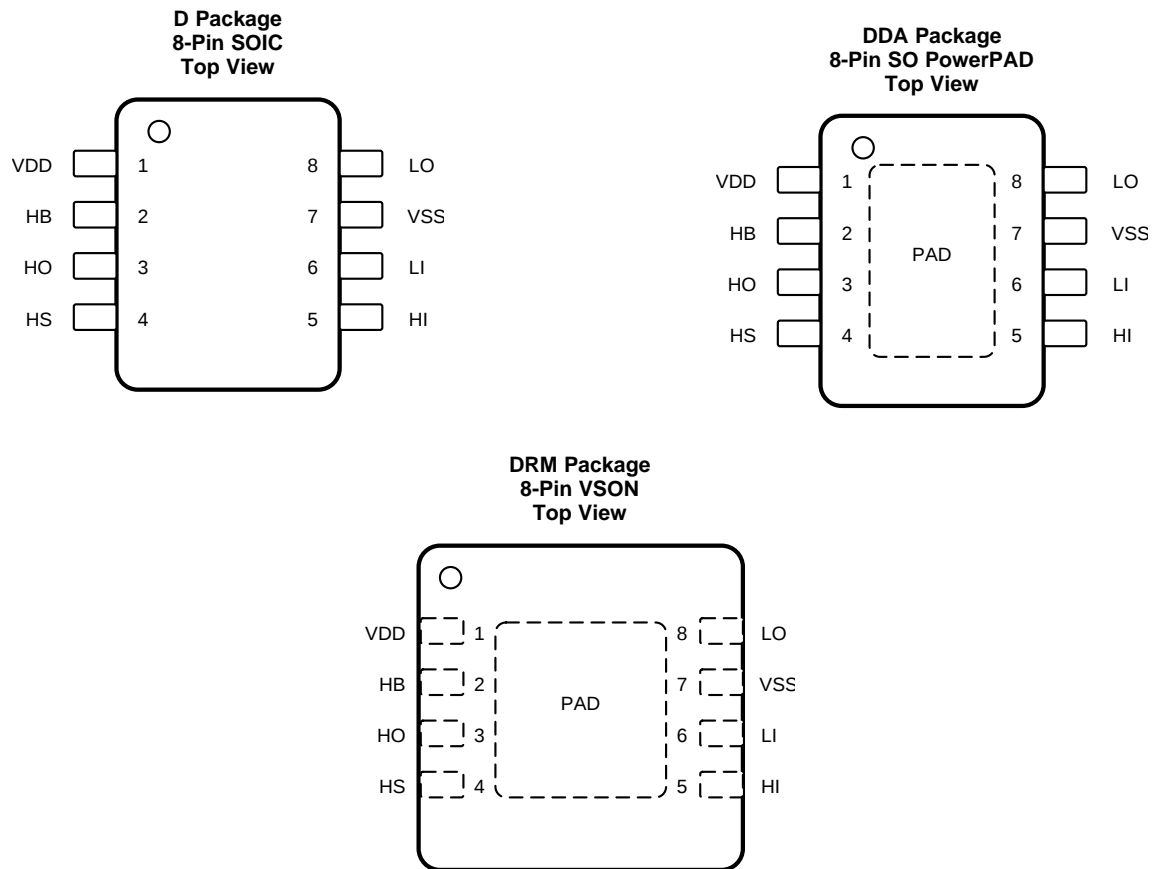 D Package
8-Pin SOIC
Top View
VDD 1 8 LO
HB 2 7 VSS
HO 3 6 LI
HS 4 5 HI
DDA Package
8-Pin SO PowerPAD
Top View
VDD 1 8 LO
HB 2 7 VSS
PAD
HO 3 6 LI
HS 4 5 HI
DRM Package
8-Pin VSON
Top View
VDD 1 8 LO
HB 2 7 VSS
PAD
HO 3 6 LI
HS 4 5 HI